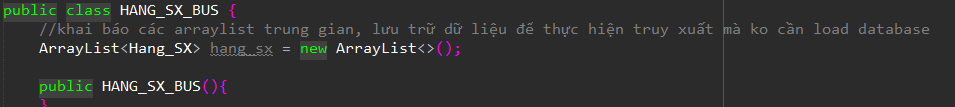 public class HANG_SX_BUS {
//khai báo các arraylist trung gian, lưu trữ dữ liệu để thực hiện truy xuất mà ko cần load database
ArrayList<Hang_SX> hang_sx = new ArrayList<>();
public HANG_SX_BUS(){
}